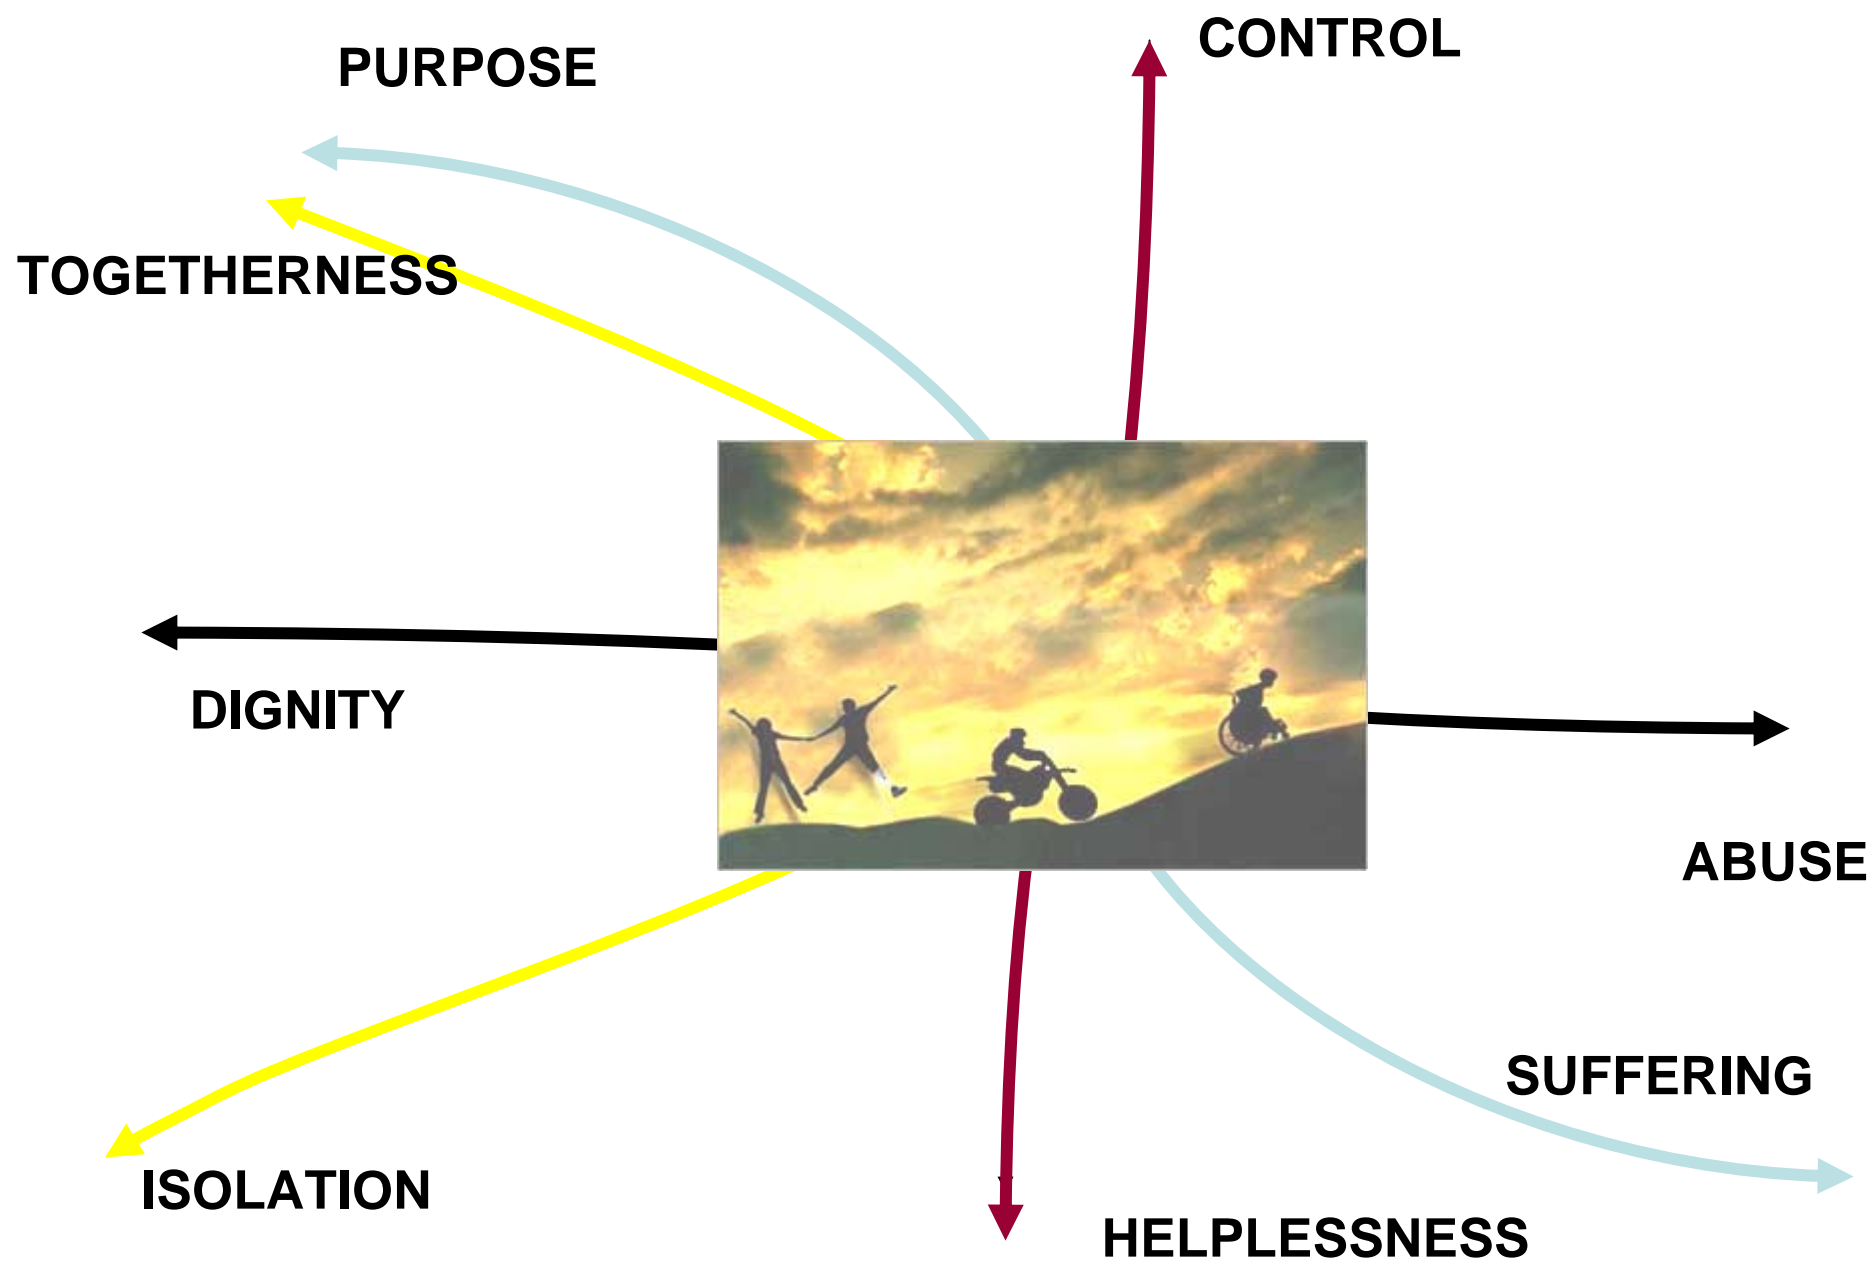 CONTROL
PURPOSE
TOGETHERNESS
DIGNITY
ABUSE
SUFFERING
ISOLATION
HELPLESSNESS